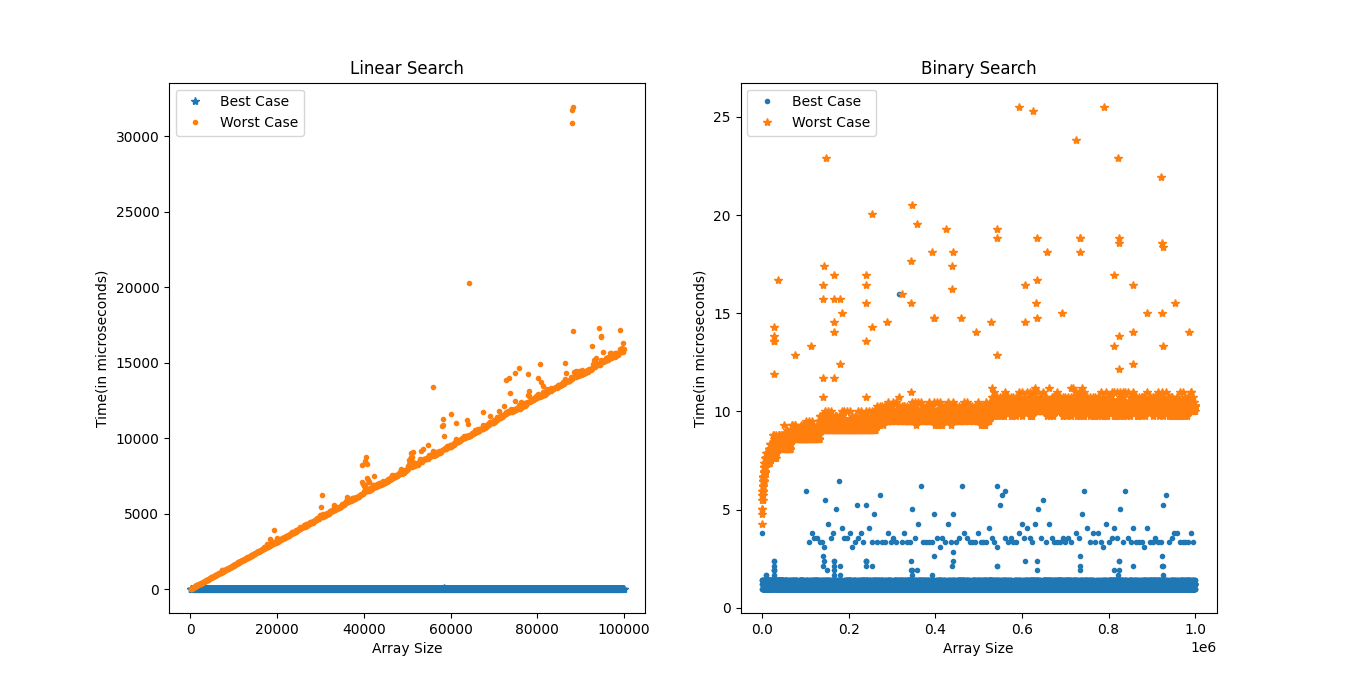 Linear Search
Best Case
Worst Case
30000
25000
20000
15000
10000
5000
0
Time(in microseconds)
0 20000 40000 60000 80000 100000
Array Size
Binary Search
Best Case
Worst Case
25
20
15
10
5
0
Time(in microseconds)
0.0 0.2 0.4 0.6 0.8 1.0
1e6
Array Size